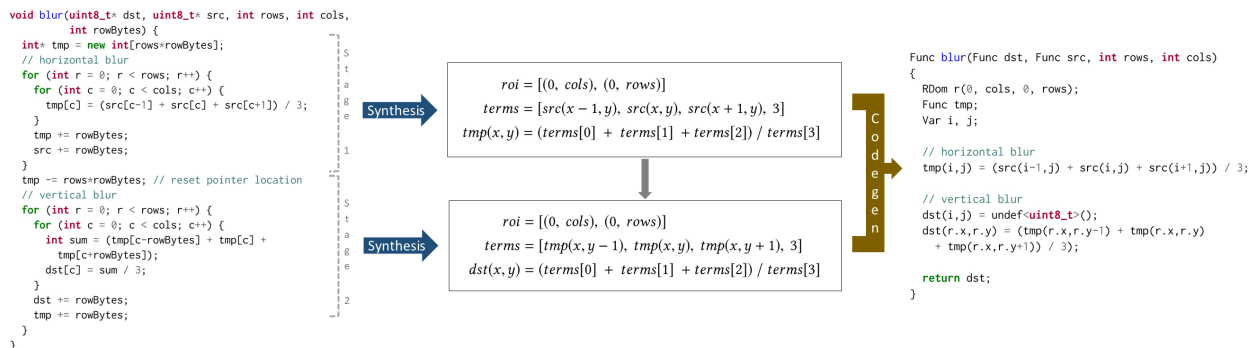 void blur(uint8_t* dst, uint8_t* src, int rows, int cols,
int rowBytes) {
int* tmp = new int[rows*rowBytes];
// horizontal blur
for (int r = 0; r < rows; r++) {
for (int c = 0; c < cols; c++) {
tmp[c] = (src[c-1] + src[c] + src[c+1]) / 3;
}
tmp += rowBytes;
src += rowBytes;
}
tmp -= rows*rowBytes; // reset pointer location
// vertical blur
for (int r = 0; r < rows; r++) {
for (int c = 0; c < cols; c++) {
int sum = (tmp[c-rowBytes] + tmp[c] +
tmp[c+rowBytes]);
dst[c] = sum / 3;
}
dst += rowBytes;
tmp += rowBytes;
}
}
Stage 1
Stage 2
Synthesis
roi = [(0, cols), (0, rows)]
terms = [src(x − 1, y), src(x, y), src(x + 1, y), 3]
tmp(x, y) = (terms[0] + terms[1] + terms[2]) / terms[3]
Synthesis
roi = [(0, cols), (0, rows)]
terms = [tmp(x, y − 1), tmp(x, y), tmp(x, y + 1), 3]
dst(x, y) = (terms[0] + terms[1] + terms[2]) / terms[3]
Codegen
Func blur(Func dst, Func src, int rows, int cols)
{
RDom r(0, cols, 0, rows);
Func tmp;
Var i, j;
// horizontal blur
tmp(i,j) = (src(i-1,j) + src(i,j) + src(i+1,j)) / 3;
// vertical blur
dst(i,j) = undef<uint8_t>();
dst(r.x,r.y) = (tmp(r.x,r.y-1) + tmp(r.x,r.y)
+ tmp(r.x,r.y+1)) / 3);
return dst;
}